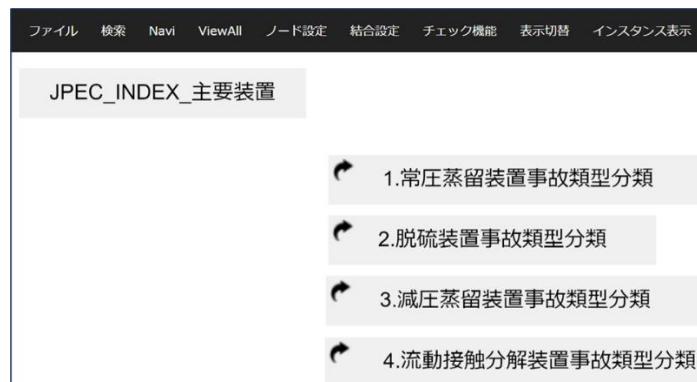 ファイル 検索 Navi ViewAll ノード設定 結合設定 チェック機能 表示切替 インスタンス表示
JPEC_INDEX_主要装置
1.常圧蒸留装置事故類型分類
2.脱硫装置事故類型分類
3.減圧蒸留装置事故類型分類
4.流動接触分解装置事故類型分類